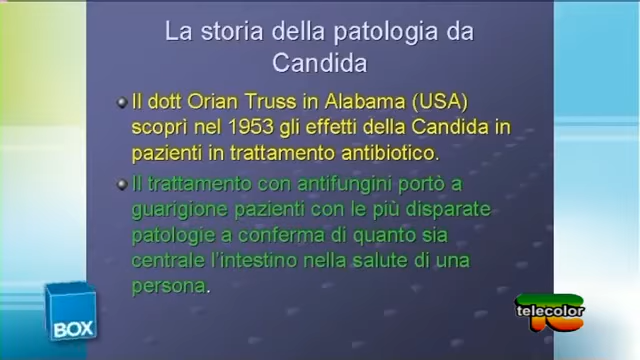 La storia della patologia da
Candida
Il dott Orian Truss in Alabama (USA)
scoprì nel 1953 gli effetti della Candida in
pazienti in trattamento antibiotico.
Il trattamento con antifungini portò a
guarigione pazienti con le più disparate
patologie a conferma di quanto sia
centrale l'intestino nella salute di una
persona.
BOX
telecolor